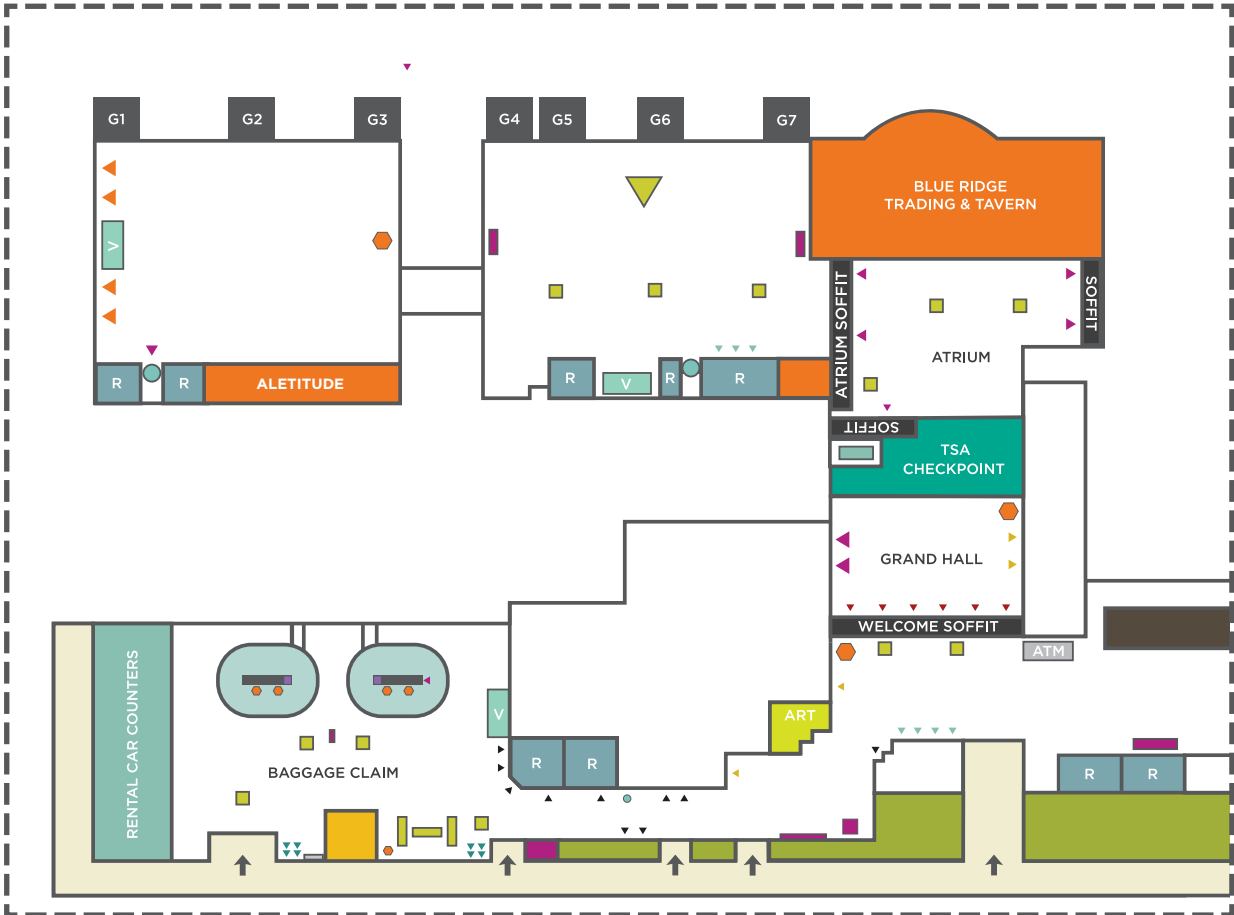 G1
G2
G3
G4
G5
G6
G7
BLUE RIDGE
TRADING & TAVERN
V
ATRIUM SOFFIT
SOFFIT
ATRIUM
R
R
ALETITUDE
R
V
R
R
SOFFIT
TSA
CHECKPOINT
GRAND HALL
WELCOME SOFFIT
ATM
RENTAL CAR COUNTERS
V
ART
R
R
BAGGAGE CLAIM
R
R